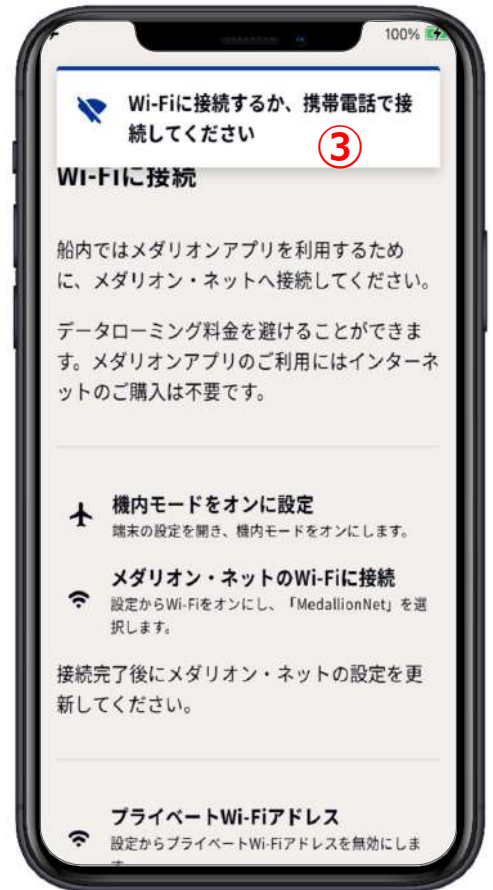 100%
Wi-Fiに接続するか、携帯電話で接
続してください
③
Wi-Fiに接続
船内ではメダリオンアプリを利用するため
に、メダリオン・ネットへ接続してください。
データローミング料金を避けることができま
す。メダリオンアプリのご利用にはインターネ
ットのご購入は不要です。
機内モードをオンに設定
端末の設定を開き、機内モードをオンにします。
メダリオン・ネットのWi-Fiに接続
設定からWi-Fiをオンにし、「MedallionNet」を選
択します。
接続完了後にメダリオン・ネットの設定を更
新してください。
プライベートWi-Fiアドレス
設定からプライベートWi-Fiアドレスを無効にしま